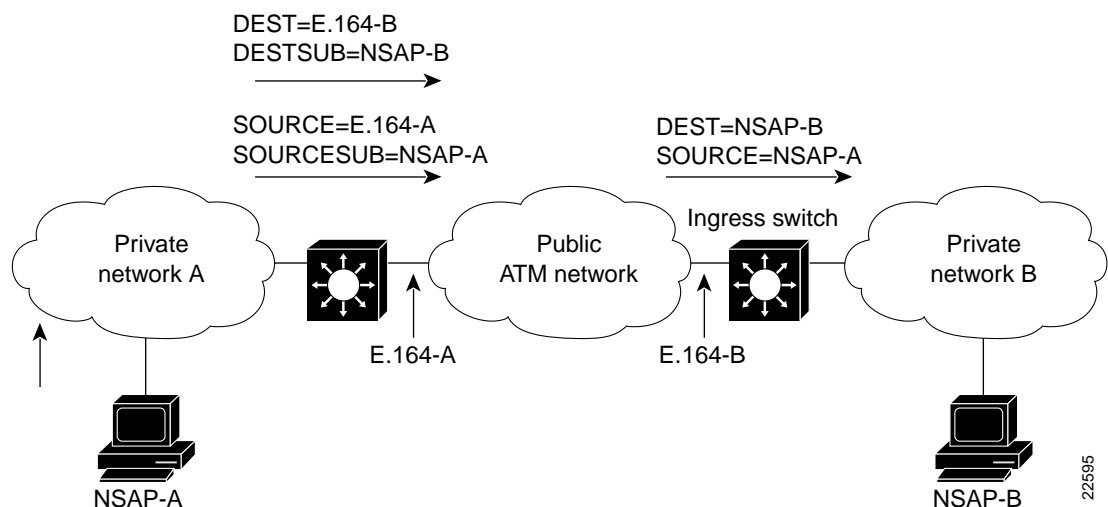 DEST=E.164-B
DESTSUB=NSAP-B
SOURCE=E.164-A
SOURCESUB=NSAP-A
DEST=NSAP-B
SOURCE=NSAP-A
Ingress switch
Private
network A
Public
ATM network
Private
network B
E.164-A
E.164-B
NSAP-A
NSAP-B
22595